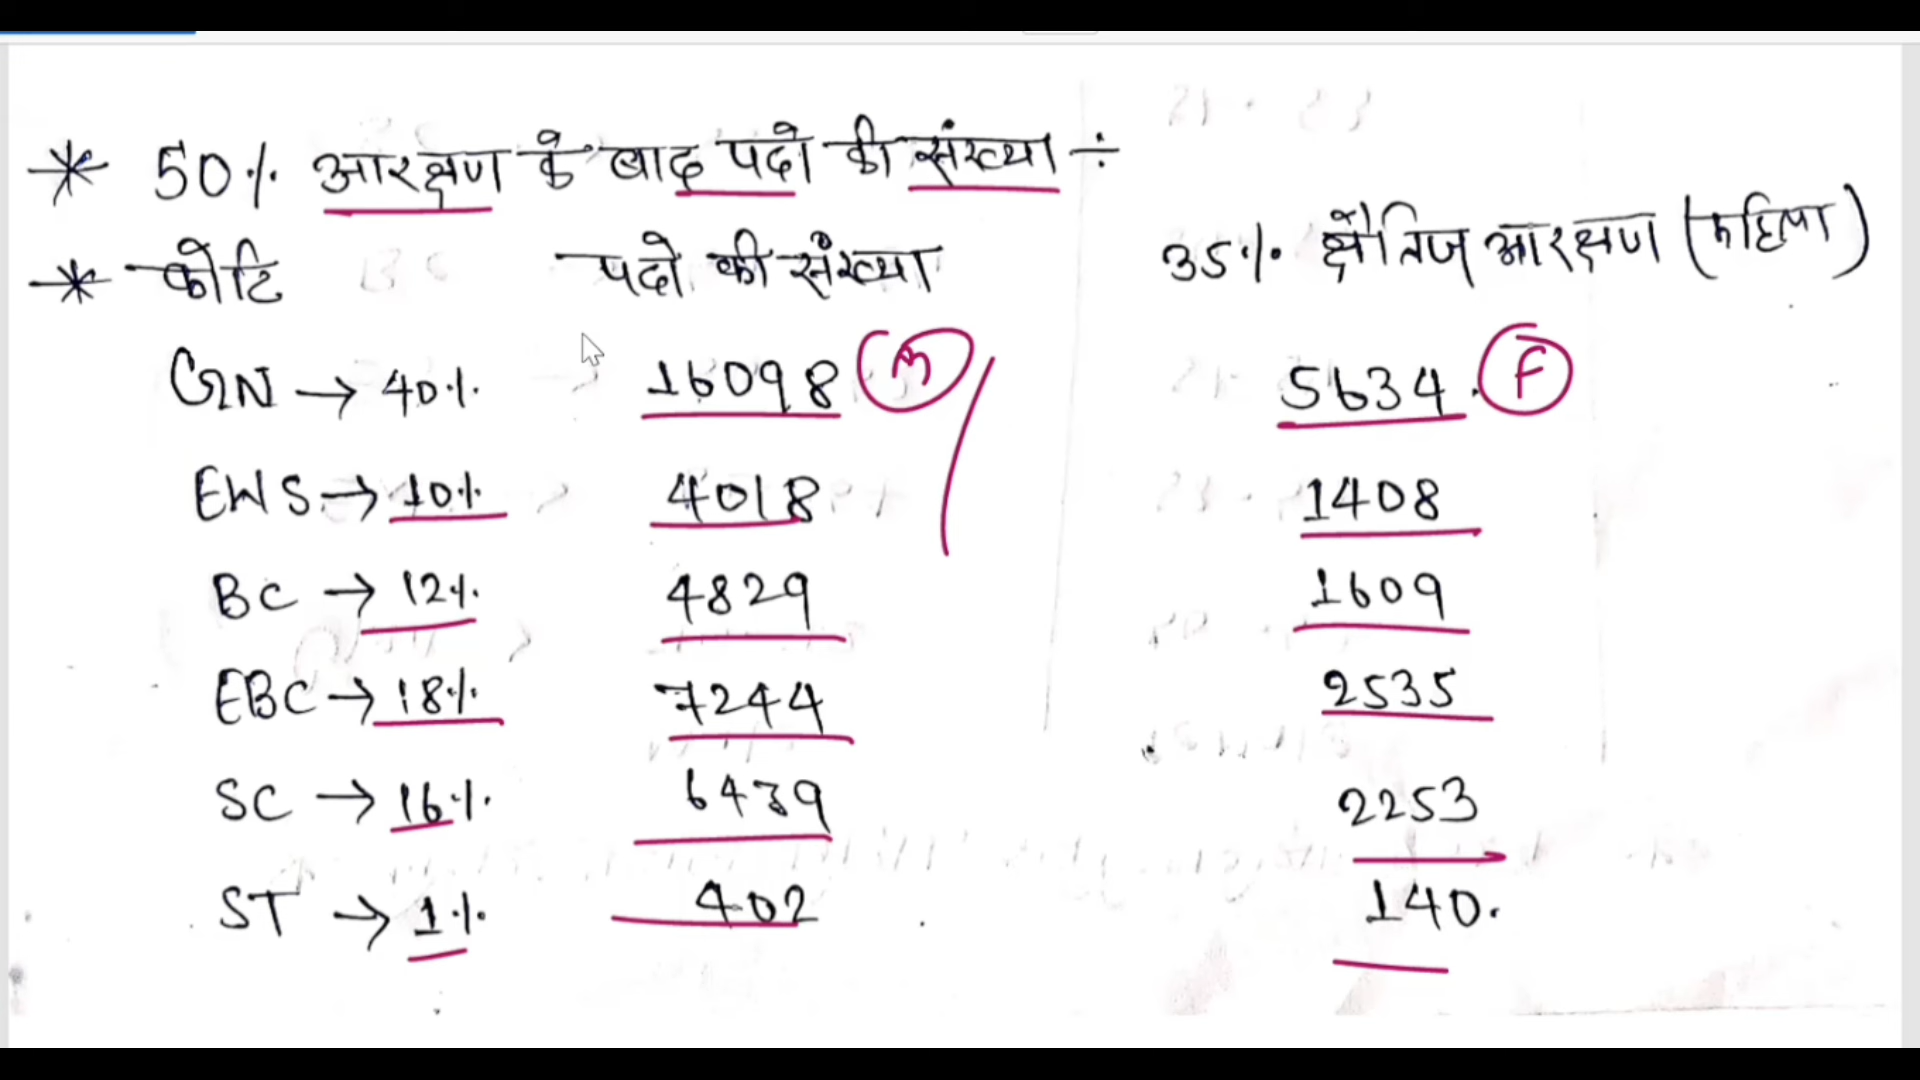 * 50% आरक्षण के बाद पदो की संख्या ÷
* कोटि पदो की संख्या 35% क्षैतिज आरक्षण (महिला)
GN → 40% 16098 M 5634. F
EWS → 10% 4018 1408
BC → 12% 4829 1609
EBC → 18% 7244 2535
SC → 16% 6439 2253
ST → 1% 402 140.